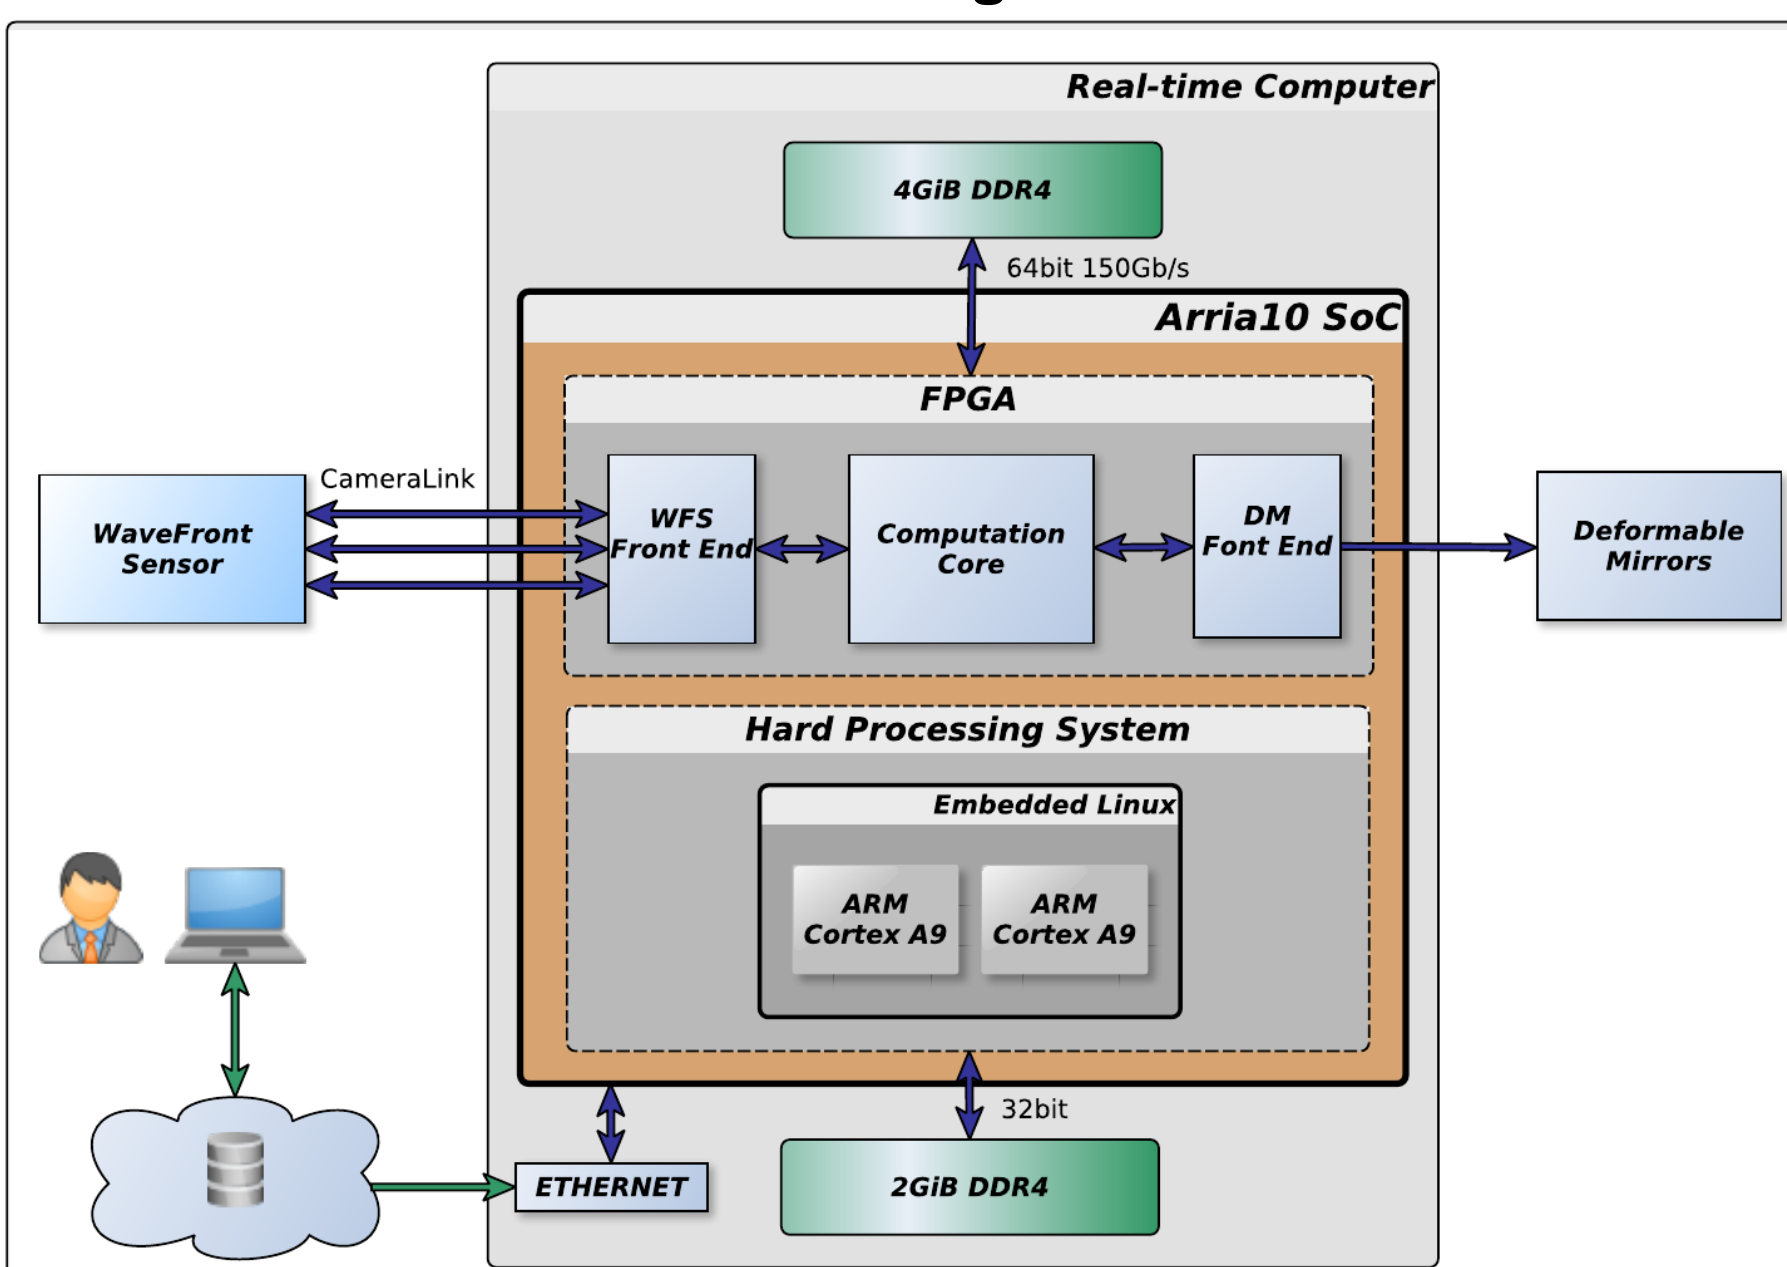 Real-time Computer
4GiB DDR4
64bit 150Gb/s
Arria10 SoC
FPGA
CameraLink
WaveFront
Sensor
WFS
Front End
Computation
Core
DM
Font End
Deformable
Mirrors
Hard Processing System
Embedded Linux
ARM
Cortex A9
ARM
Cortex A9
32bit
ETHERNET
2GiB DDR4